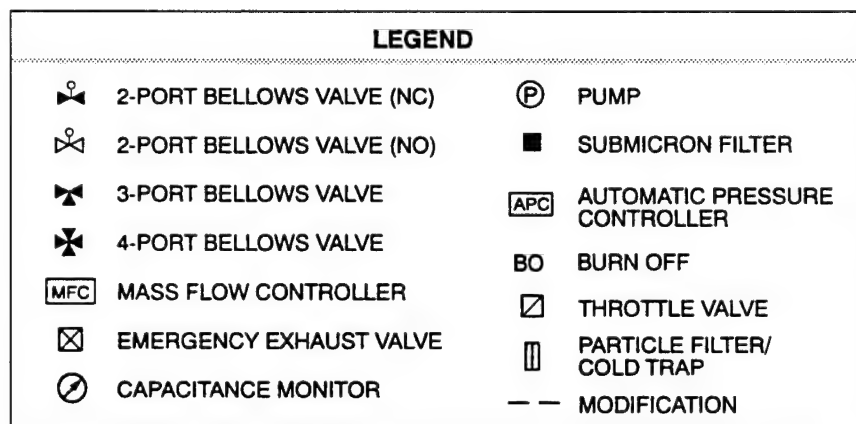 LEGEND
2-PORT BELLOWS VALVE (NC)
2-PORT BELLOWS VALVE (NO)
3-PORT BELLOWS VALVE
4-PORT BELLOWS VALVE
MFC MASS FLOW CONTROLLER
EMERGENCY EXHAUST VALVE
CAPACITANCE MONITOR
P PUMP
SUBMICRON FILTER
APC AUTOMATIC PRESSURE
CONTROLLER
BO BURN OFF
THROTTLE VALVE
PARTICLE FILTER/
COLD TRAP
MODIFICATION